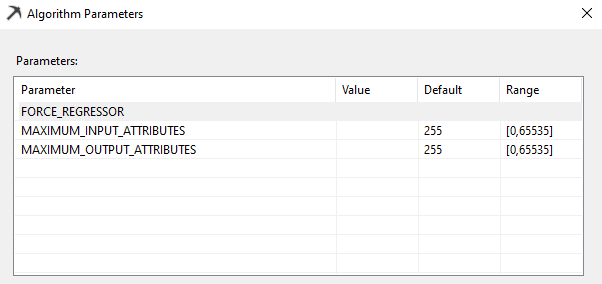 Algorithm Parameters
Parameters:
Parameter Value Default Range
FORCE_REGRESSOR
MAXIMUM_INPUT_ATTRIBUTES 255 [0,65535]
MAXIMUM_OUTPUT_ATTRIBUTES 255 [0,65535]